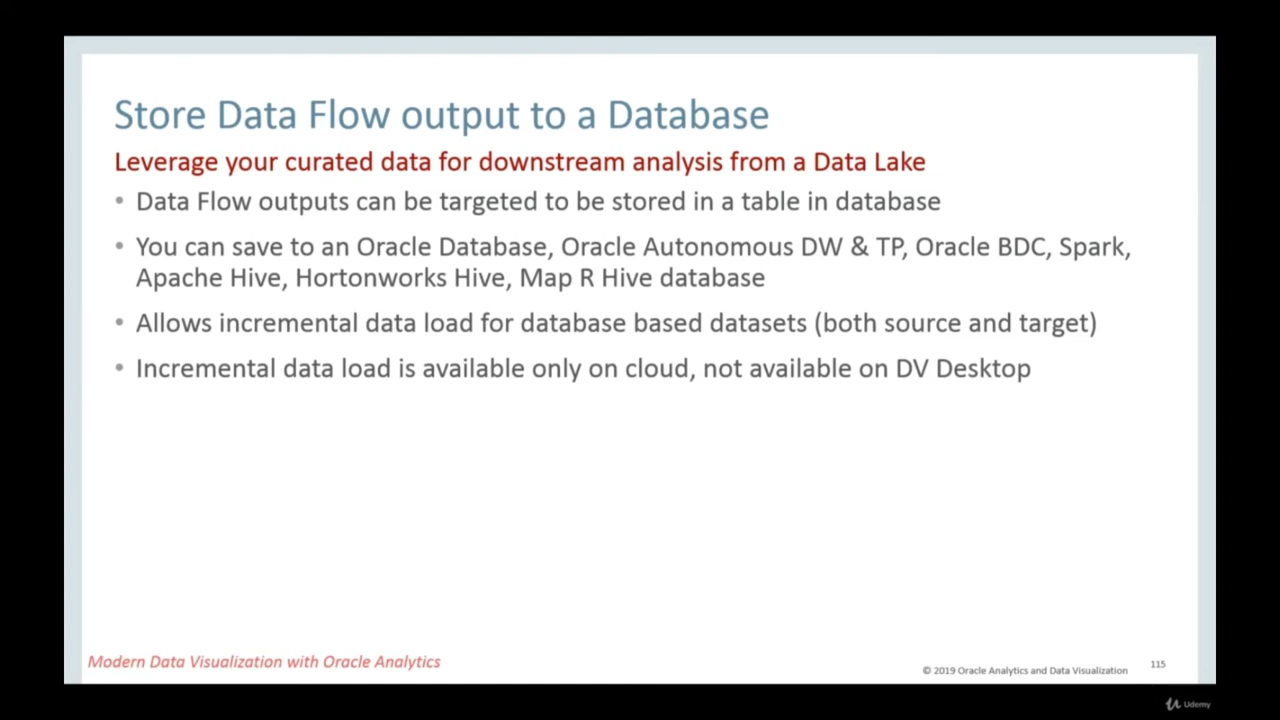 Store Data Flow output to a Database
Leverage your curated data for downstream analysis from a Data Lake
• Data Flow outputs can be targeted to be stored in a table in database
• You can save to an Oracle Database, Oracle Autonomous DW & TP, Oracle BDC, Spark,
Apache Hive, Hortonworks Hive, Map R Hive database
• Allows incremental data load for database based datasets (both source and target)
• Incremental data load is available only on cloud, not available on DV Desktop
Modern Data Visualization with Oracle Analytics
© 2019 Oracle Analytics and Data Visualization
115
Udemy